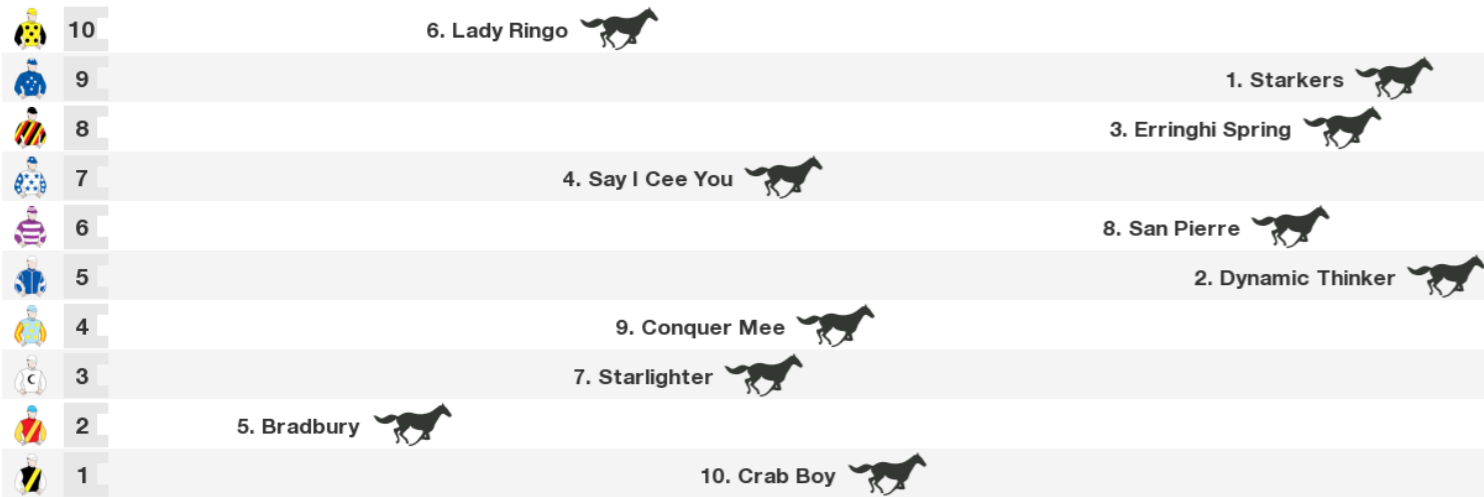 10 6. Lady Ringo
9 1. Starkers
8 3. Erringhi Spring
7 4. Say I Cee You
6 8. San Pierre
5 2. Dynamic Thinker
4 9. Conquer Mee
3 7. Starlighter
C
2 5. Bradbury
1 10. Crab Boy